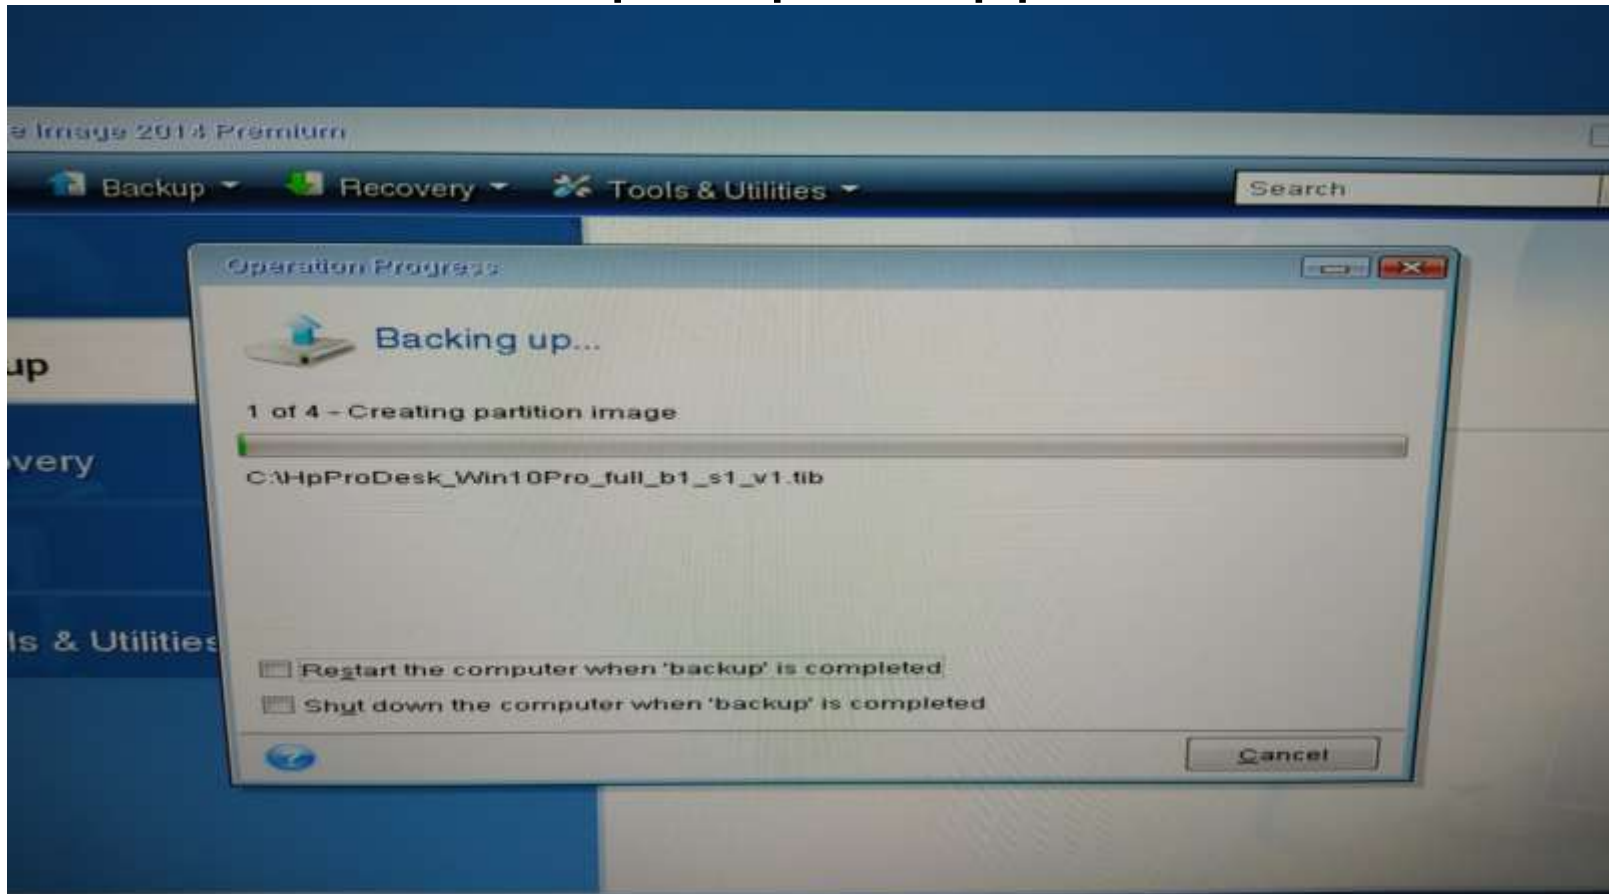 e Image 2014 Premium
Backup Recovery Tools & Utilities Search
Operation Progress
Backing up...
up
1 of 4 - Creating partition image
very
C:\HpProDesk_Win10Pro_full_b1_s1_v1.tib
ls & Utilities
Restart the computer when 'backup' is completed
Shut down the computer when 'backup' is completed
Cancel